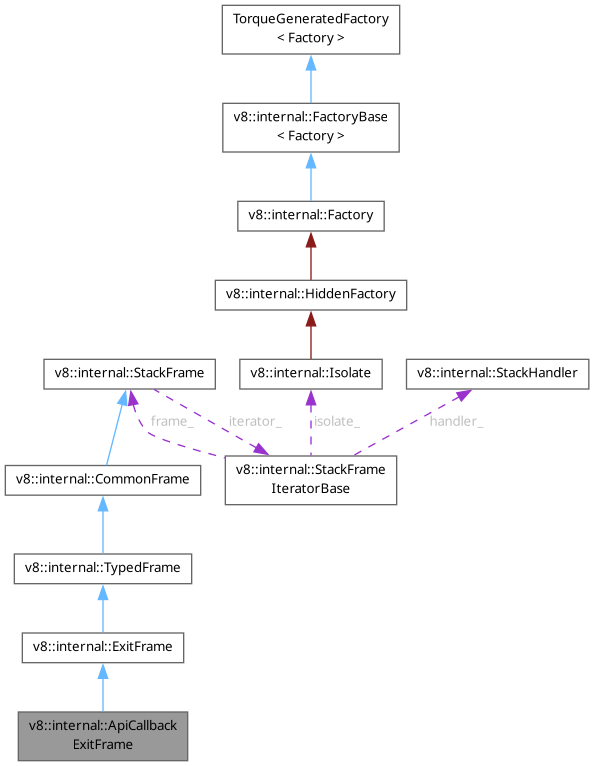 TorqueGeneratedFactory
< Factory >
v8::internal::FactoryBase
< Factory >
v8::internal::Factory
v8::internal::HiddenFactory
v8::internal::StackFrame
v8::internal::Isolate
v8::internal::StackHandler
frame_
iterator_
isolate_
handler_
v8::internal::CommonFrame
v8::internal::StackFrame
IteratorBase
v8::internal::TypedFrame
v8::internal::ExitFrame
v8::internal::ApiCallback
ExitFrame